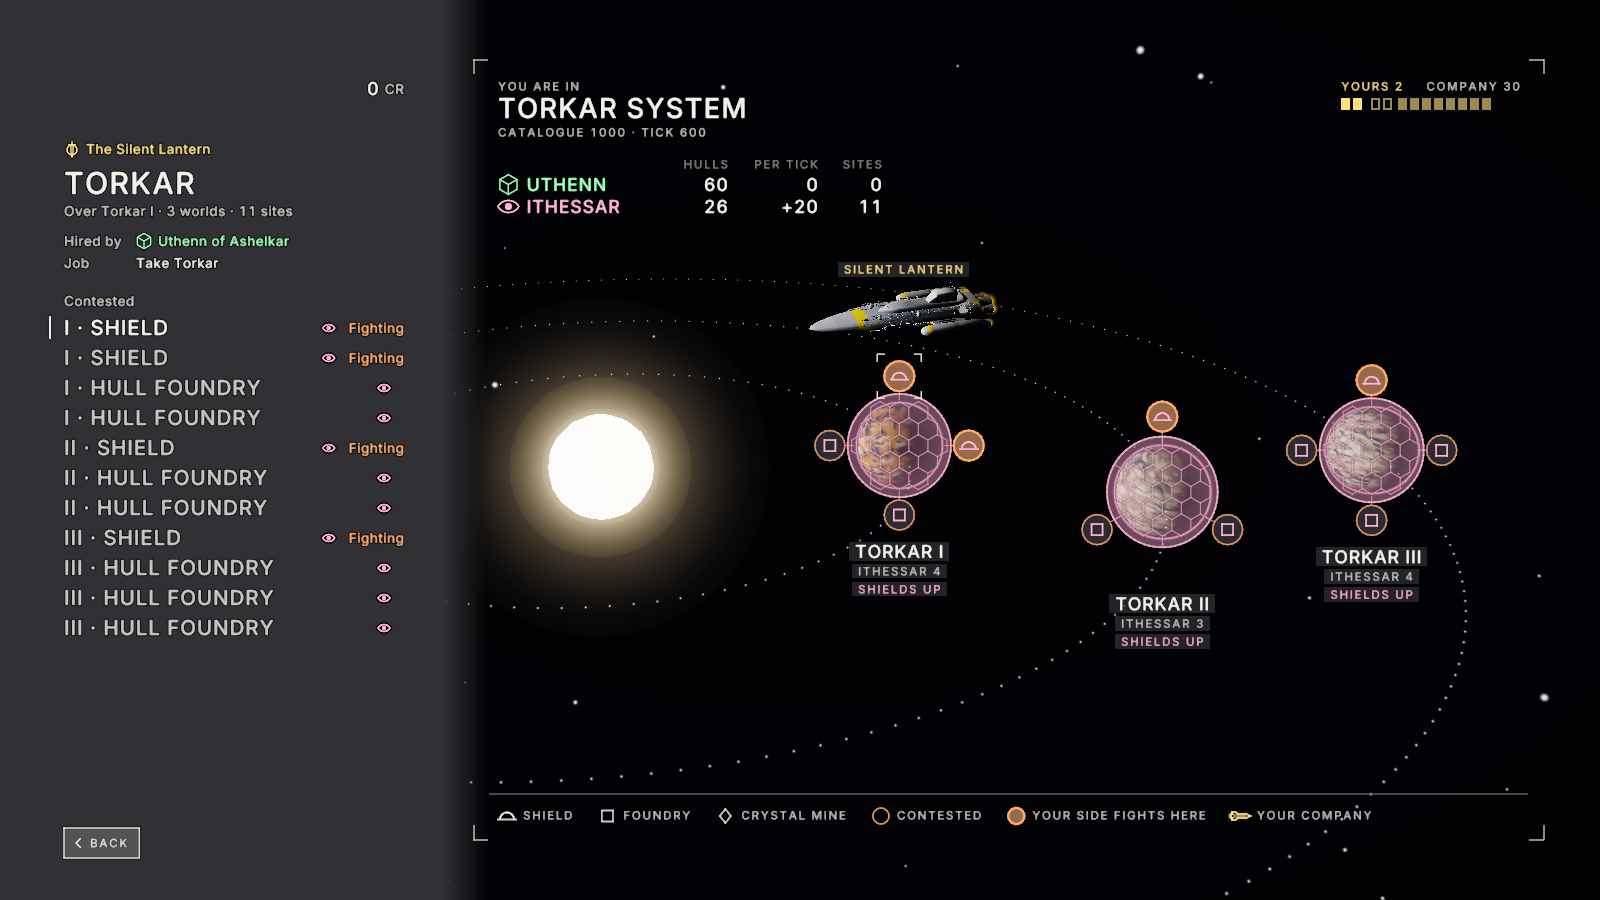 0 CR
The Silent Lantern
TORKAR
Over Torkar I · 3 worlds · 11 sites
Hired by Uthenn of Ashelkar
Job Take Torkar
Contested
I · SHIELD Fighting
I · SHIELD Fighting
I · HULL FOUNDRY
I · HULL FOUNDRY
II · SHIELD Fighting
II · HULL FOUNDRY
II · HULL FOUNDRY
III · SHIELD Fighting
III · HULL FOUNDRY
III · HULL FOUNDRY
III · HULL FOUNDRY
BACK
YOU ARE IN
TORKAR SYSTEM
CATALOGUE 1000 · TICK 600
HULLS PER TICK SITES
UTHENN 60 0 0
ITHESSAR 26 +20 11
YOURS 2 COMPANY 30
SILENT LANTERN
TORKAR I
ITHESSAR 4
SHIELDS UP
TORKAR II
ITHESSAR 3
SHIELDS UP
TORKAR III
ITHESSAR 4
SHIELDS UP
SHIELD FOUNDRY CRYSTAL MINE CONTESTED YOUR SIDE FIGHTS HERE YOUR COMPANY